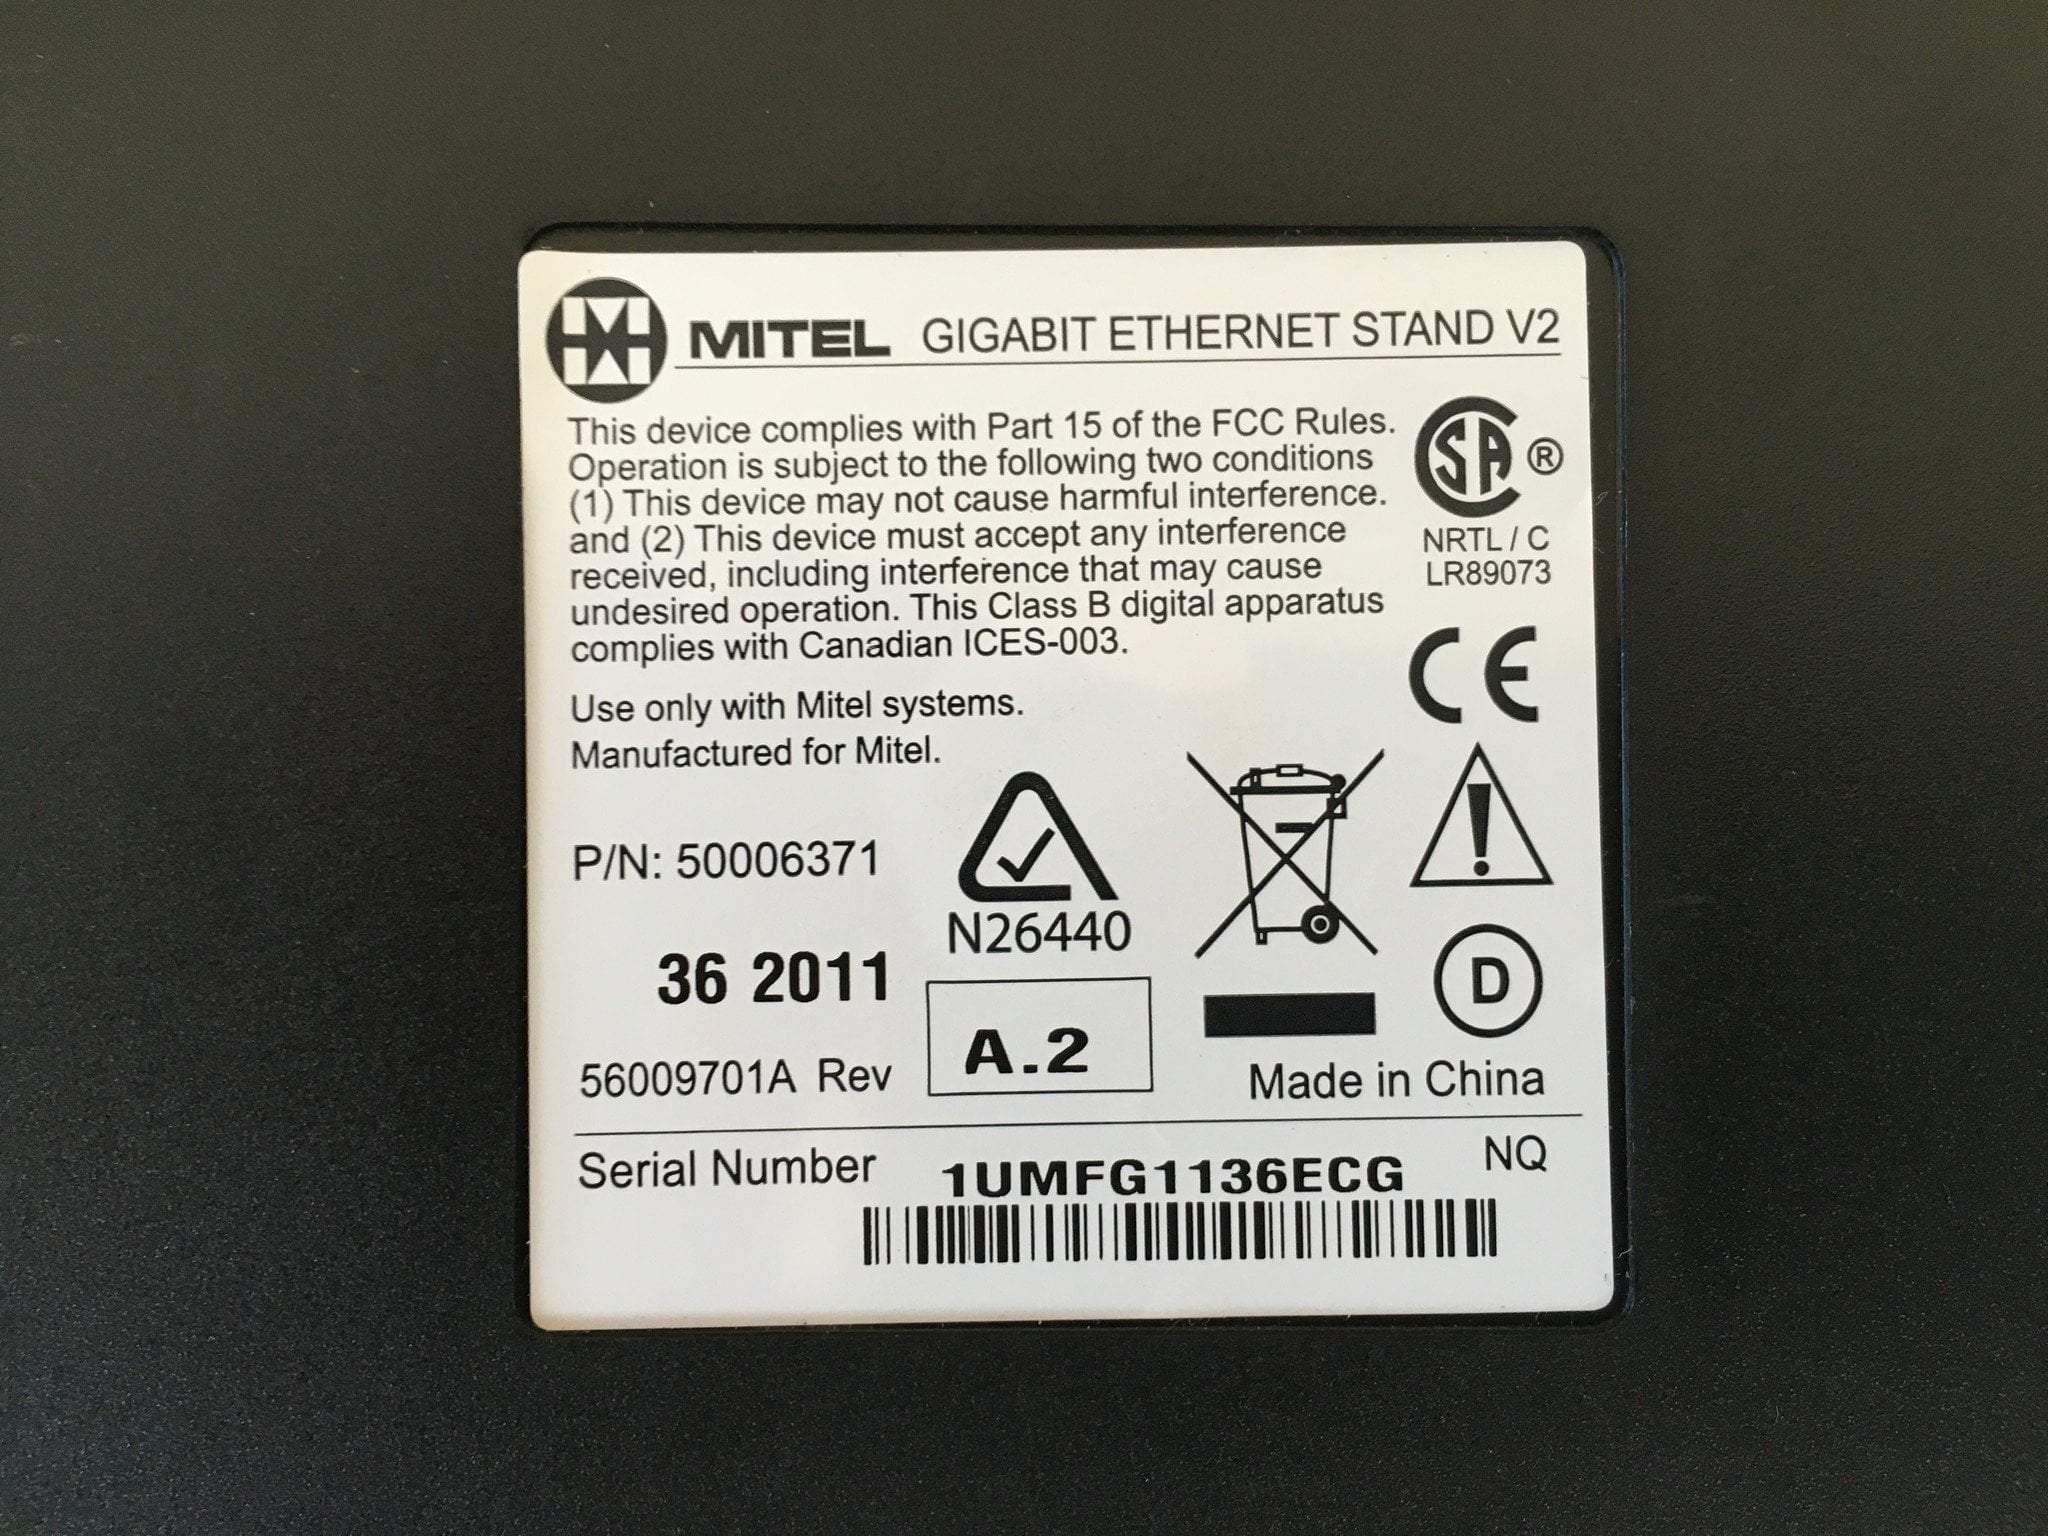 MITEL GIGABIT ETHERNET STAND V2
This device complies with Part 15 of the FCC Rules.
Operation is subject to the following two conditions
(1) This device may not cause harmful interference.
and (2) This device must accept any interference
received, including interference that may cause
undesired operation. This Class B digital apparatus
complies with Canadian ICES-003.
SA ®
NRTL / C
LR89073
CE
Use only with Mitel systems.
Manufactured for Mitel.
P/N: 50006371
N26440
36 2011
A.2
D
56009701A Rev
Made in China
Serial Number 1UMFG1136ECG NQ